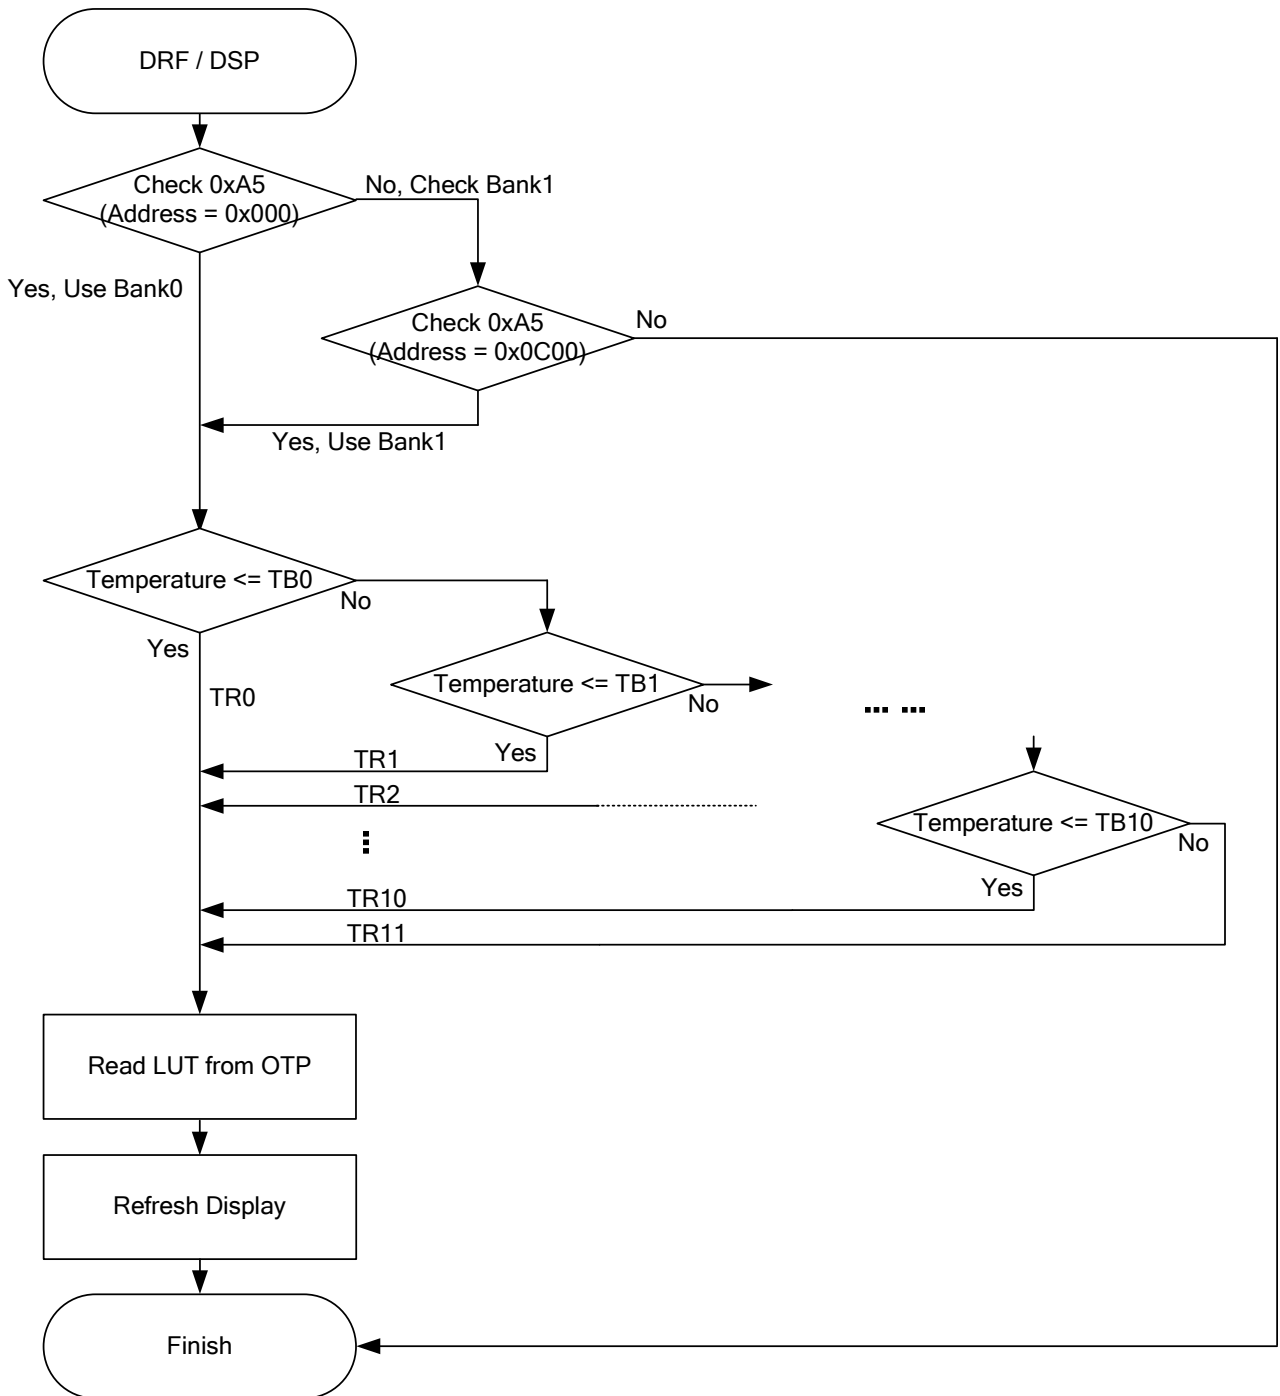 DRF / DSP
Check 0xA5
(Address = 0x000)
No, Check Bank1
Yes, Use Bank0
Check 0xA5
(Address = 0x0C00)
No
Yes, Use Bank1
Temperature <= TB0
No
Yes
TR0
Temperature <= TB1
No
Yes
... ...
TR1
TR2
...
Temperature <= TB10
No
Yes
TR10
TR11
Read LUT from OTP
Refresh Display
Finish